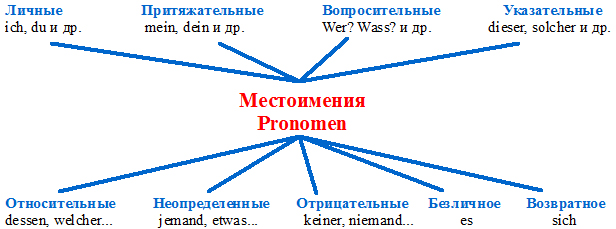 Личные Притяжательные Вопросительные Указательные
ich, du и др. mein, dein и др. Wer? Wass? и др. dieser, solcher и др.
Местоимения
Pronomen
Относительные Неопределенные Отрицательные Безличное Возвратное
dessen, welcher... jemand, etwas... keiner, niemand... es sich